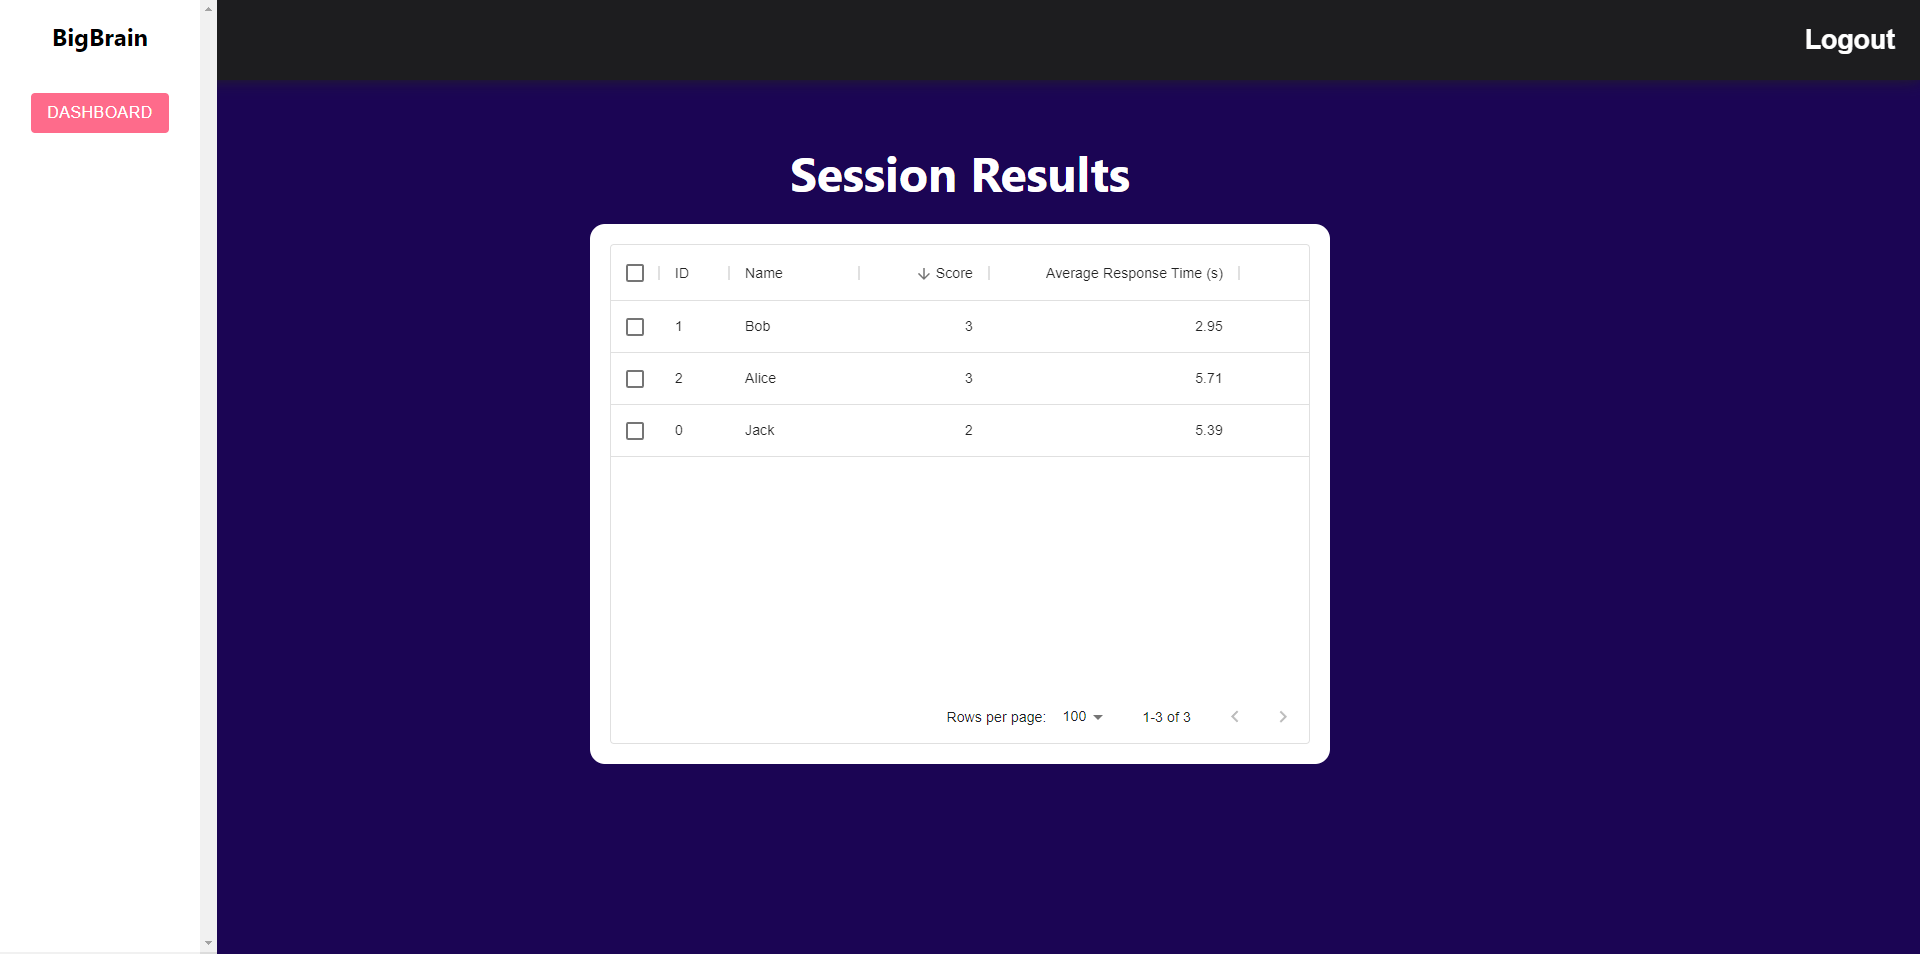 BigBrain
Logout
DASHBOARD
Session Results
ID Name Score Average Response Time (s)
1 Bob 3 2.95
2 Alice 3 5.71
0 Jack 2 5.39
Rows per page: 100 1-3 of 3